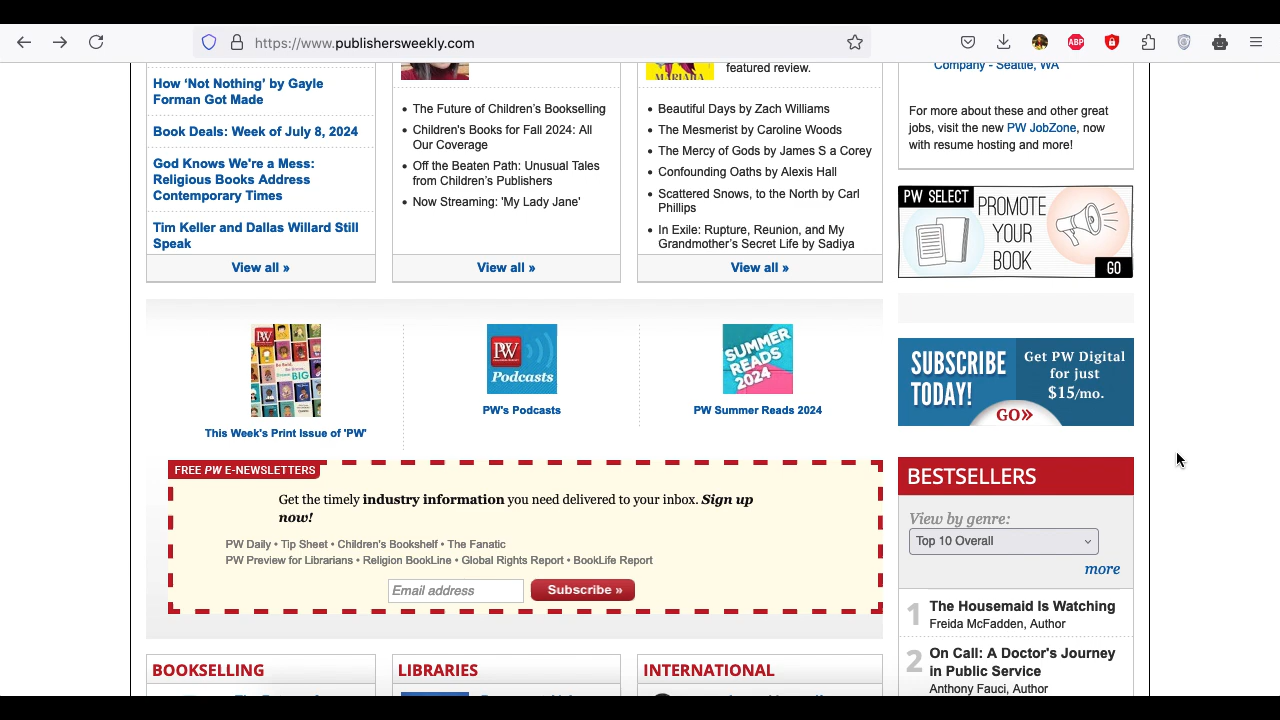 https://www.publishersweekly.com
ABP
How ‘Not Nothing’ by Gayle
Forman Got Made
Book Deals: Week of July 8, 2024
God Knows We're a Mess:
Religious Books Address
Contemporary Times
Tim Keller and Dallas Willard Still
Speak
View all »
The Future of Children's Bookselling
Children's Books for Fall 2024: All
Our Coverage
Off the Beaten Path: Unusual Tales
from Children’s Publishers
Now Streaming: 'My Lady Jane'
View all »
MARIANA
featured review.
Beautiful Days by Zach Williams
The Mesmerist by Caroline Woods
The Mercy of Gods by James S a Corey
Confounding Oaths by Alexis Hall
Scattered Snows, to the North by Carl
Phillips
In Exile: Rupture, Reunion, and My
Grandmother’s Secret Life by Sadiya
View all »
Company - Seattle, WA
For more about these and other great
jobs, visit the new PW JobZone, now
with resume hosting and more!
PW SELECT
PROMOTE
YOUR
BOOK
GO
PW
BIG
This Week's Print Issue of 'PW'
PW
Podcasts
PW's Podcasts
SUMMER
READS
2024
PW Summer Reads 2024
SUBSCRIBE
TODAY!
Get PW Digital
for just
$15/mo.
GO»
FREE PW E-NEWSLETTERS
Get the timely industry information you need delivered to your inbox. Sign up
now!
PW Daily • Tip Sheet • Children's Bookshelf • The Fanatic
PW Preview for Librarians • Religion BookLine • Global Rights Report • BookLife Report
Email address
Subscribe »
BESTSELLERS
View by genre:
Top 10 Overall
more
1 The Housemaid Is Watching
Freida McFadden, Author
2 On Call: A Doctor's Journey
in Public Service
Anthony Fauci, Author
BOOKSELLING
LIBRARIES
INTERNATIONAL